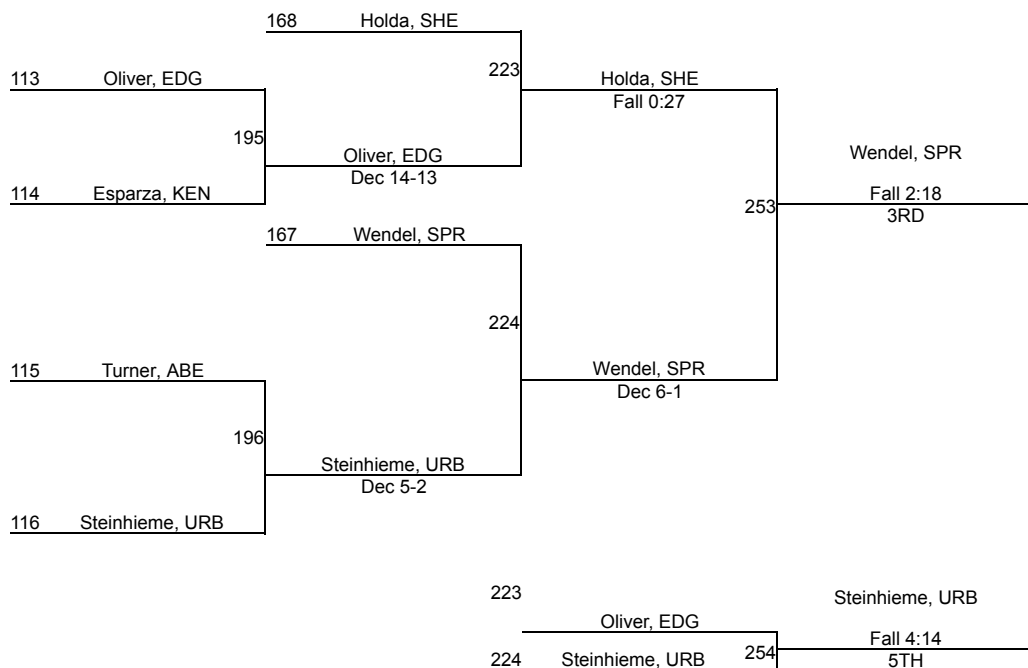 168 Holda, SHE
223
113 Oliver, EDG
Holda, SHE
Fall 0:27
195
Oliver, EDG
Dec 14-13
Wendel, SPR
114 Esparza, KEN
Fall 2:18
253
3RD
167 Wendel, SPR
224
115 Turner, ABE
Wendel, SPR
Dec 6-1
196
Steinhieme, URB
Dec 5-2
116 Steinhieme, URB
223
Steinhieme, URB
Oliver, EDG
Fall 4:14
254
224 Steinhieme, URB
5TH